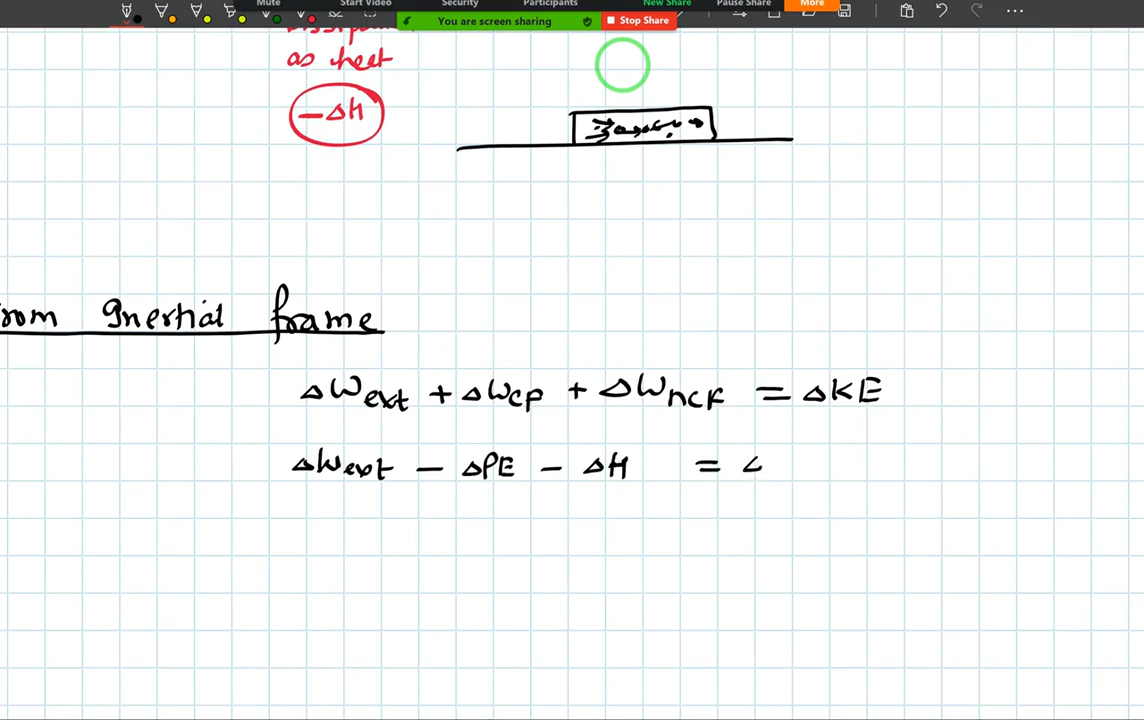 Mute Start Video Security Participants New Share Pause Share More
You are screen sharing Stop Share
as heat
-ΔH
rom Inertial frame
ΔWext + ΔWCF + ΔWnCF = ΔKE
ΔWext - ΔPE - ΔH = Δ